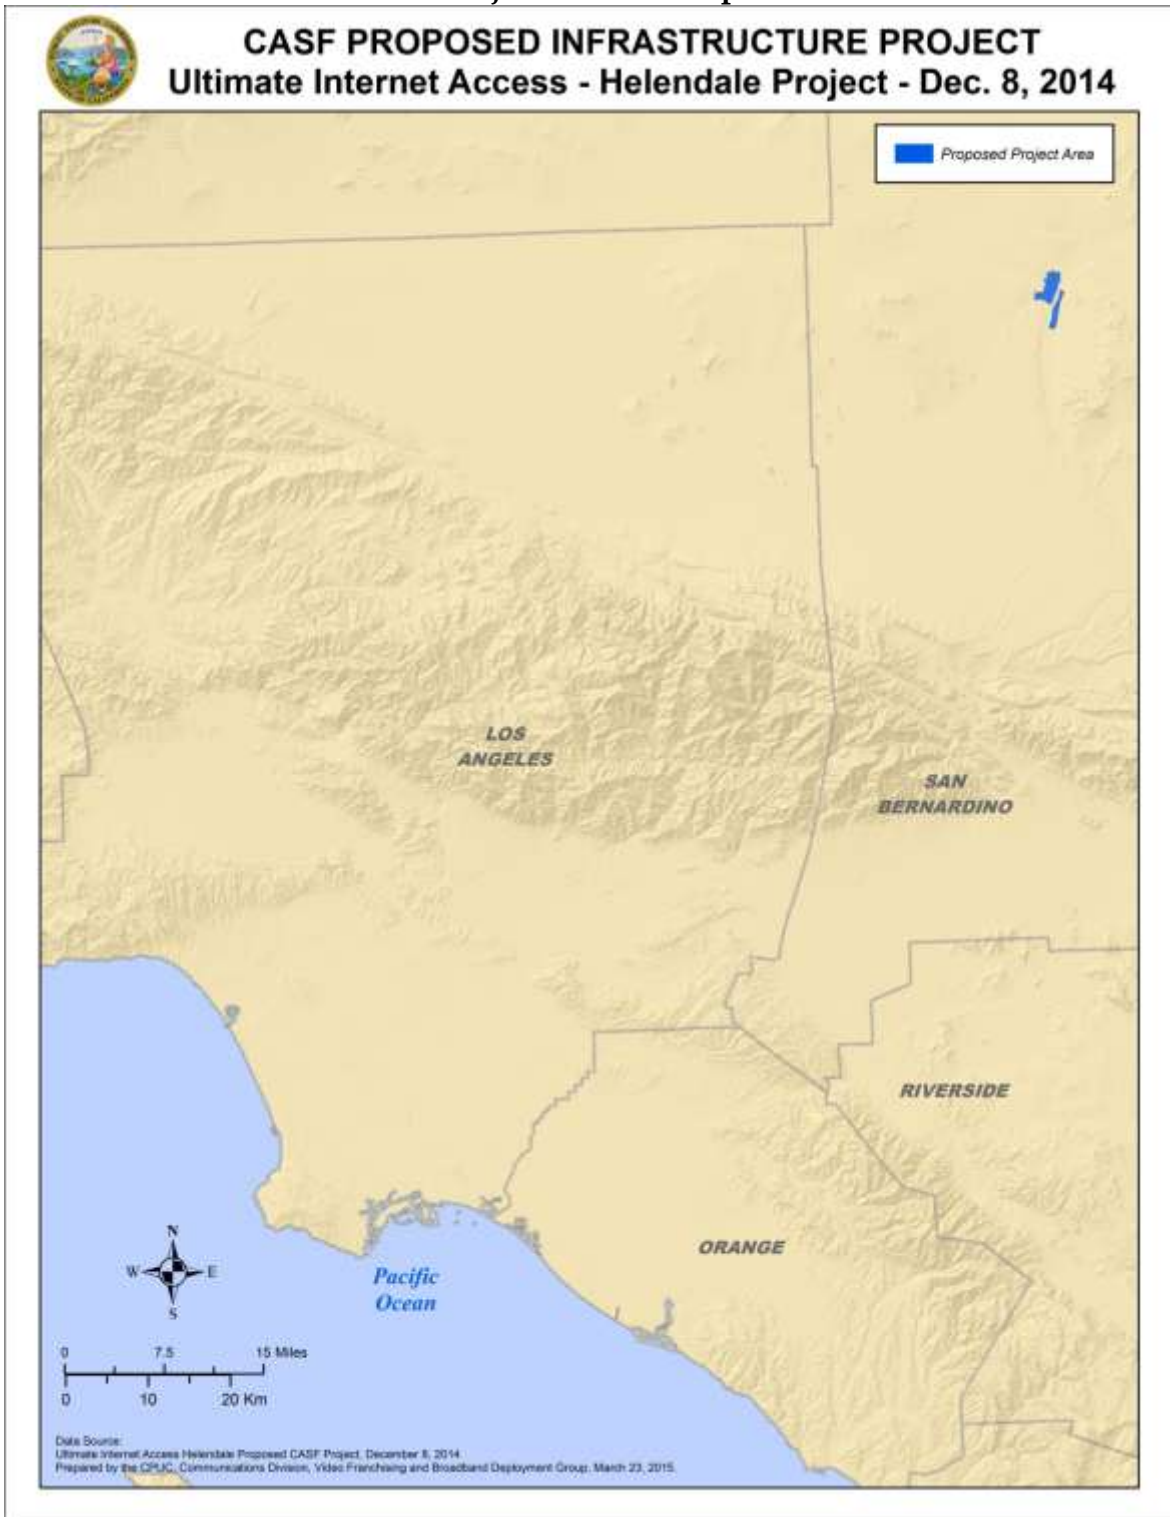 CASF PROPOSED INFRASTRUCTURE PROJECT
Ultimate Internet Access - Helendale Project - Dec. 8, 2014
Proposed Project Area
LOS
ANGELES
SAN
BERNARDINO
RIVERSIDE
ORANGE
N
W E
S
Pacific
Ocean
0 7.5 15 Miles
0 10 20 Km
Data Source:
Ultimate Internet Access Helendale Proposed CASF Project, December 8, 2014.
Prepared by the CPUC, Communications Division, Video Franchising and Broadband Deployment Group, March 23, 2015.